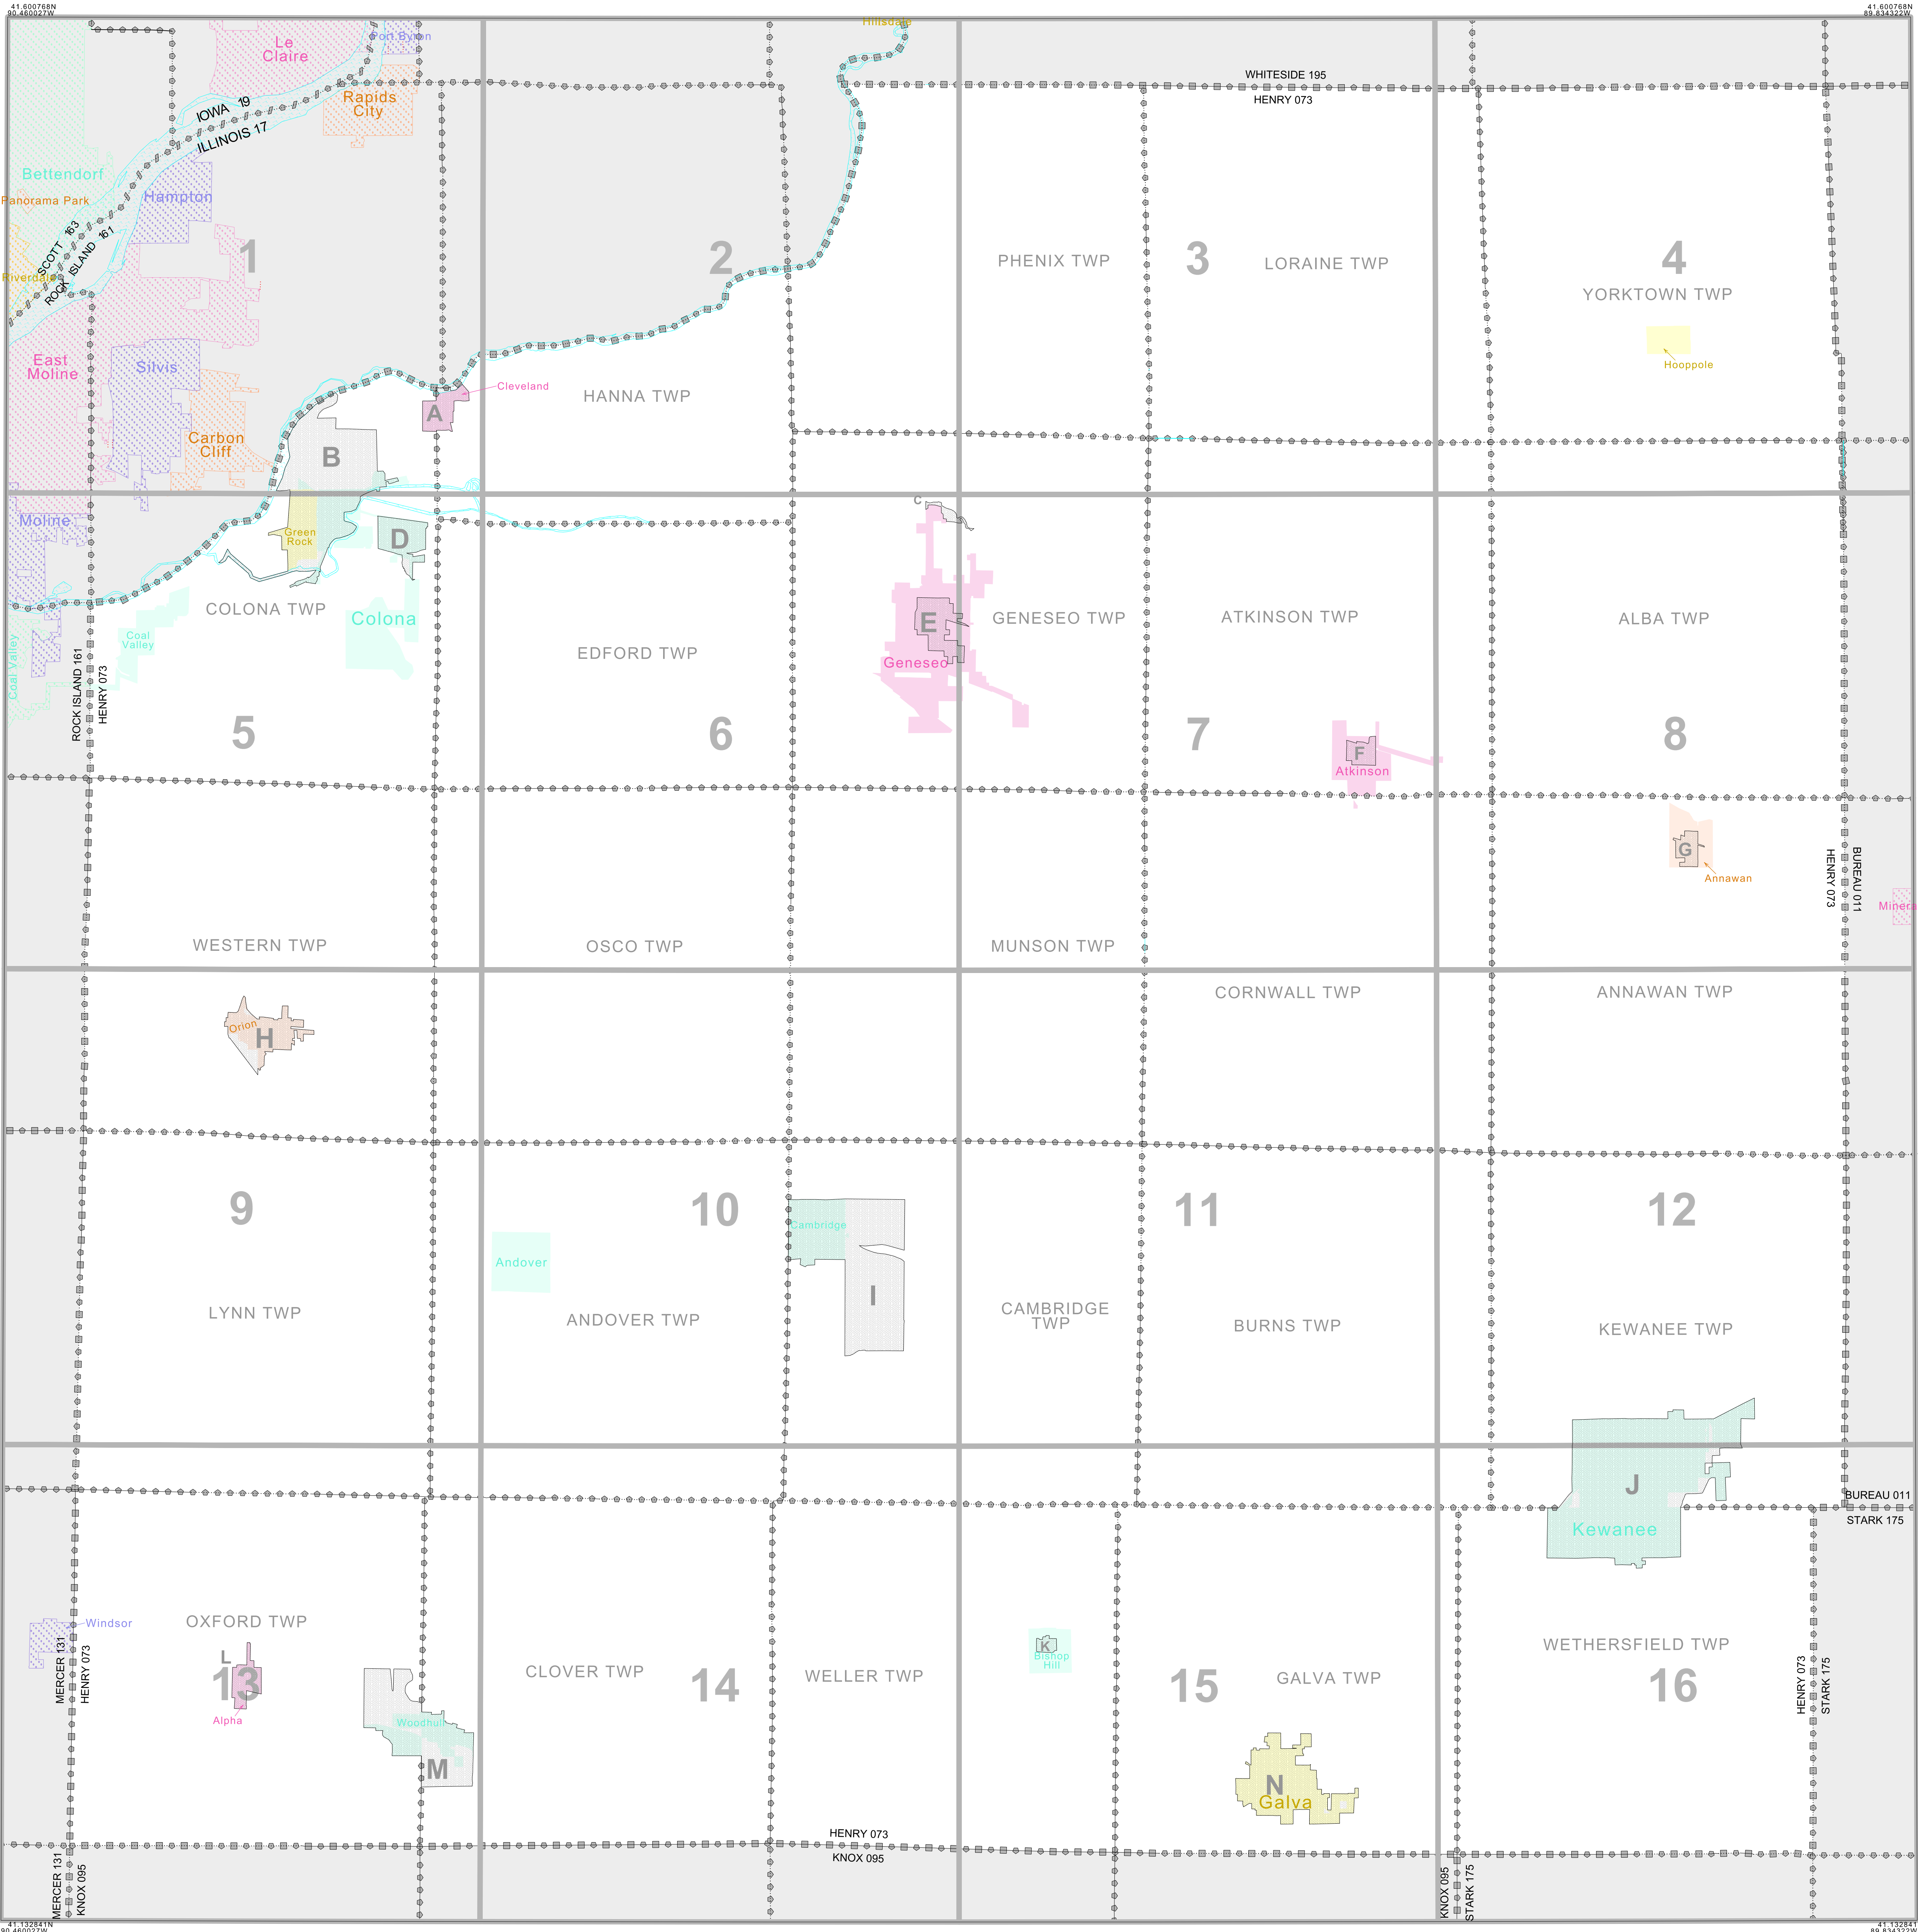 41.600768N
90.460027W
41.600768N
89.834322W
Hillsdale
Le
Claire
Port Byron
Rapids
City
IOWA 19
ILLINOIS 17
WHITESIDE 195
HENRY 073
Bettendorf
Panorama Park
Hampton
SCOTT 163
ROCK ISLAND 161
Riverdale
1
2
3
4
PHENIX TWP
LORAINE TWP
YORKTOWN TWP
Hooppole
East
Moline
Silvis
Carbon
Cliff
Cleveland
A
HANNA TWP
B
C
Moline
Green
Rock
D
COLONA TWP
Colona
Coal
Valley
Coal Valley
EDFORD TWP
E
Geneseo
GENESEO TWP
ATKINSON TWP
ALBA TWP
ROCK ISLAND 161
HENRY 073
5
6
7
8
F
Atkinson
G
Annawan
HENRY 073
BUREAU 011
Minera
WESTERN TWP
OSCO TWP
MUNSON TWP
CORNWALL TWP
ANNAWAN TWP
Orion
H
9
10
11
12
Cambridge
Andover
I
LYNN TWP
ANDOVER TWP
CAMBRIDGE
TWP
BURNS TWP
KEWANEE TWP
J
Kewanee
BUREAU 011
STARK 175
Windsor
OXFORD TWP
MERCER 131
HENRY 073
L
13
Alpha
Woodhull
M
CLOVER TWP
14
WELLER TWP
K
Bishop
Hill
15
GALVA TWP
WETHERSFIELD TWP
16
HENRY 073
STARK 175
N
Galva
HENRY 073
KNOX 095
MERCER 131
KNOX 095
KNOX 095
STARK 175
41.132841N
90.460027W
41.132841
89.834322W